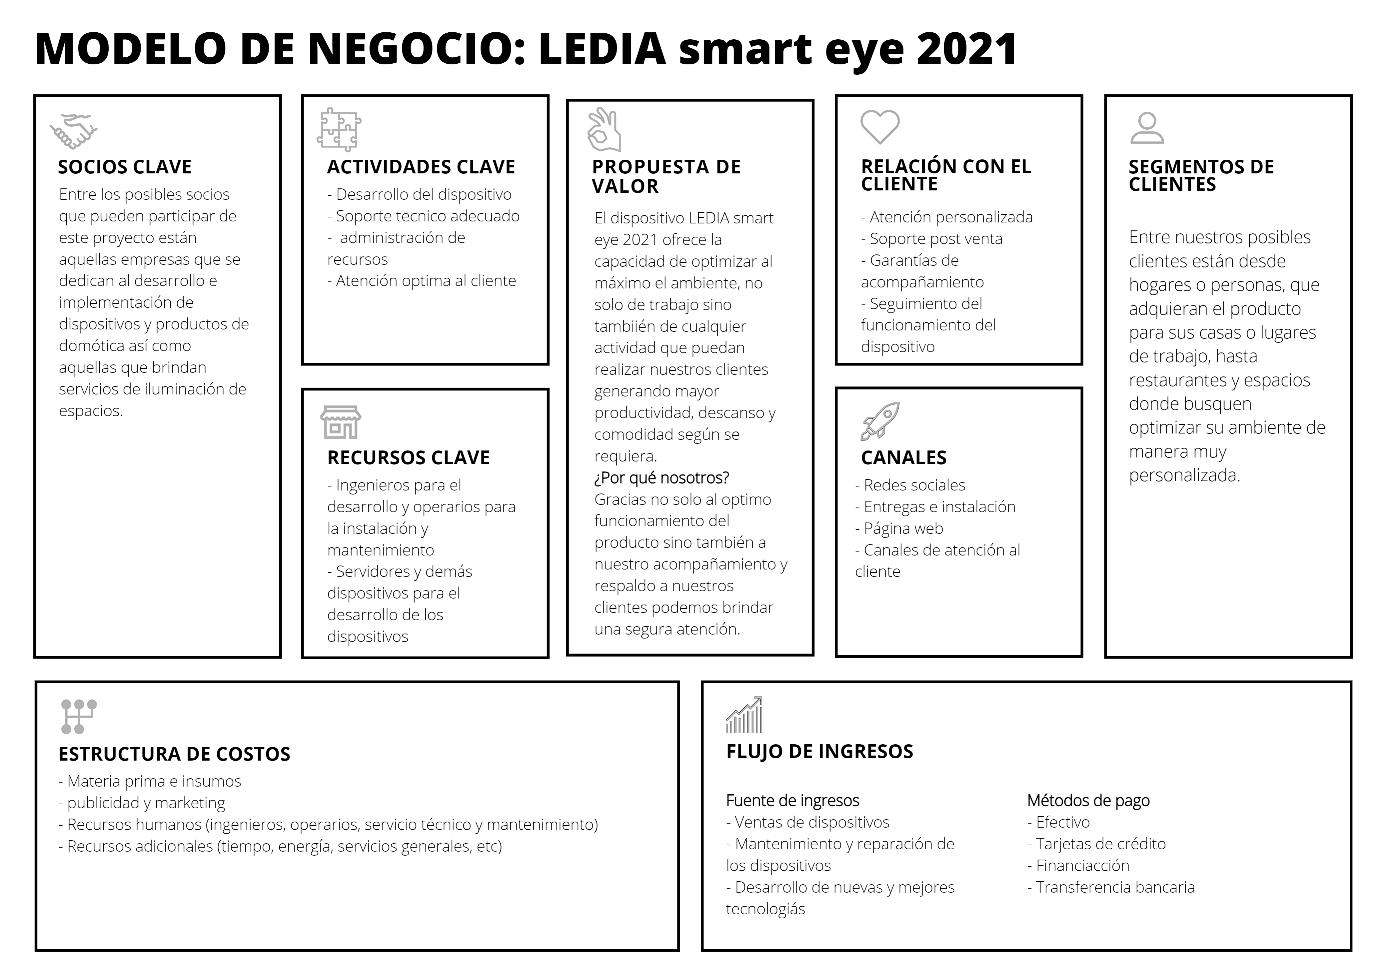 MODELO DE NEGOCIO: LEDIA smart eye 2021
SOCIOS CLAVE
Entre los posibles socios
que pueden participar de
este proyecto están
aquellas empresas que se
dedican al desarrollo e
implementación de
dispositivos y productos de
domótica así como
aquellas que brindan
servicios de iluminación de
espacios.
ACTIVIDADES CLAVE
- Desarrollo del dispositivo
- Soporte tecnico adecuado
- administración de
recursos
- Atención optima al cliente
RECURSOS CLAVE
- Ingenieros para el
desarrollo y operarios para
la instalación y
mantenimiento
- Servidores y demás
dispositivos para el
desarrollo de los
dispositivos
PROPUESTA DE
VALOR
El dispositivo LEDIA smart
eye 2021 ofrece la
capacidad de optimizar al
máximo el ambiente, no
solo de trabajo sino
tambiién de cualquier
actividad que puedan
realizar nuestros clientes
generando mayor
productividad, descanso y
comodidad según se
requiera.
¿Por qué nosotros?
Gracias no solo al optimo
funcionamiento del
producto sino también a
nuestro acompañamiento y
respaldo a nuestros
clientes podemos brindar
una segura atención.
RELACIÓN CON EL
CLIENTE
- Atención personalizada
- Soporte post venta
- Garantías de
acompañamiento
- Seguimiento del
funcionamiento del
dispositivo
CANALES
- Redes sociales
- Entregas e instalación
- Página web
- Canales de atención al
cliente
SEGMENTOS DE
CLIENTES
Entre nuestros posibles
clientes están desde
hogares o personas, que
adquieran el producto
para sus casas o lugares
de trabajo, hasta
restaurantes y espacios
donde busquen
optimizar su ambiente de
manera muy
personalizada.
ESTRUCTURA DE COSTOS
- Materia prima e insumos
- publicidad y marketing
- Recursos humanos (ingenieros, operarios, servicio técnico y mantenimiento)
- Recursos adicionales (tiempo, energía, servicios generales, etc)
FLUJO DE INGRESOS
Fuente de ingresos
- Ventas de dispositivos
- Mantenimiento y reparación de
los dispositivos
- Desarrollo de nuevas y mejores
tecnologiás
Métodos de pago
- Efectivo
- Tarjetas de crédito
- Financiacción
- Transferencia bancaria